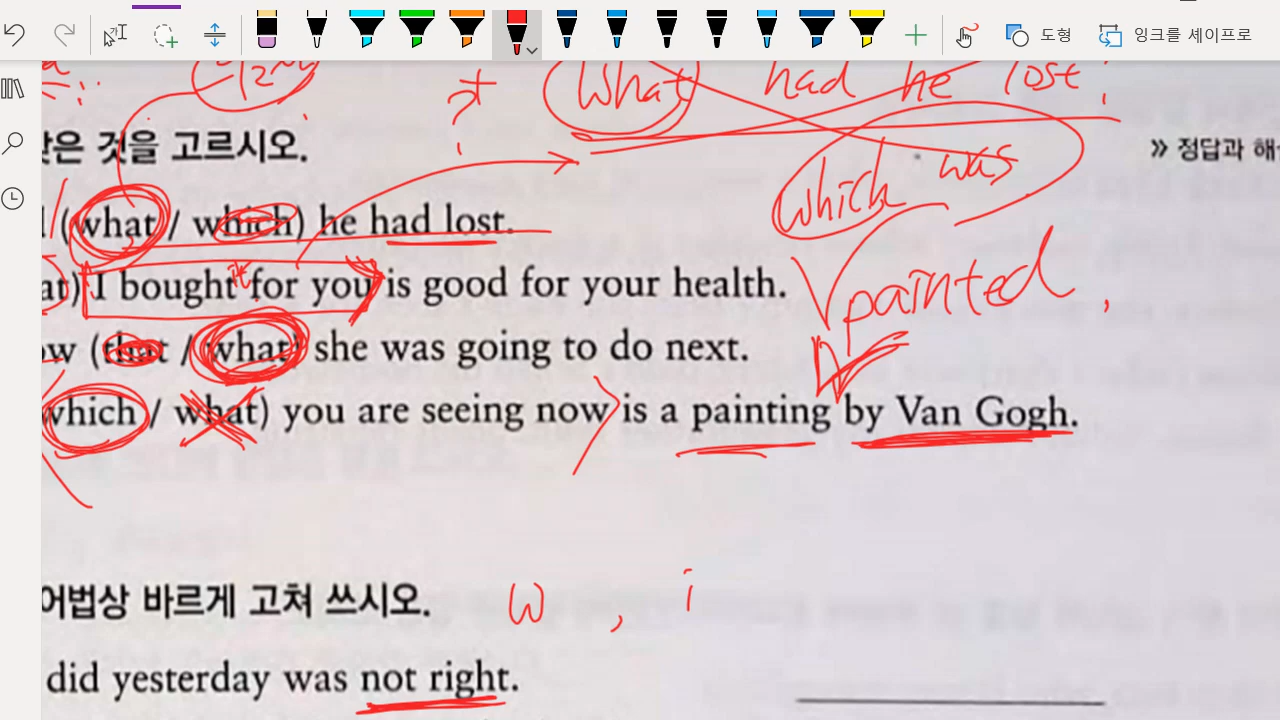 도형 잉크를 셰이프로
what had he lost?
은 것을 고르시오.
» 정답과 해
which was
(what / which) he had lost.
at) I bought for you is good for your health.
painted
ow (that / what) she was going to do next.
which / what) you are seeing now is a painting by Van Gogh.
어법상 바르게 고쳐 쓰시오.
w , i
did yesterday was not right.